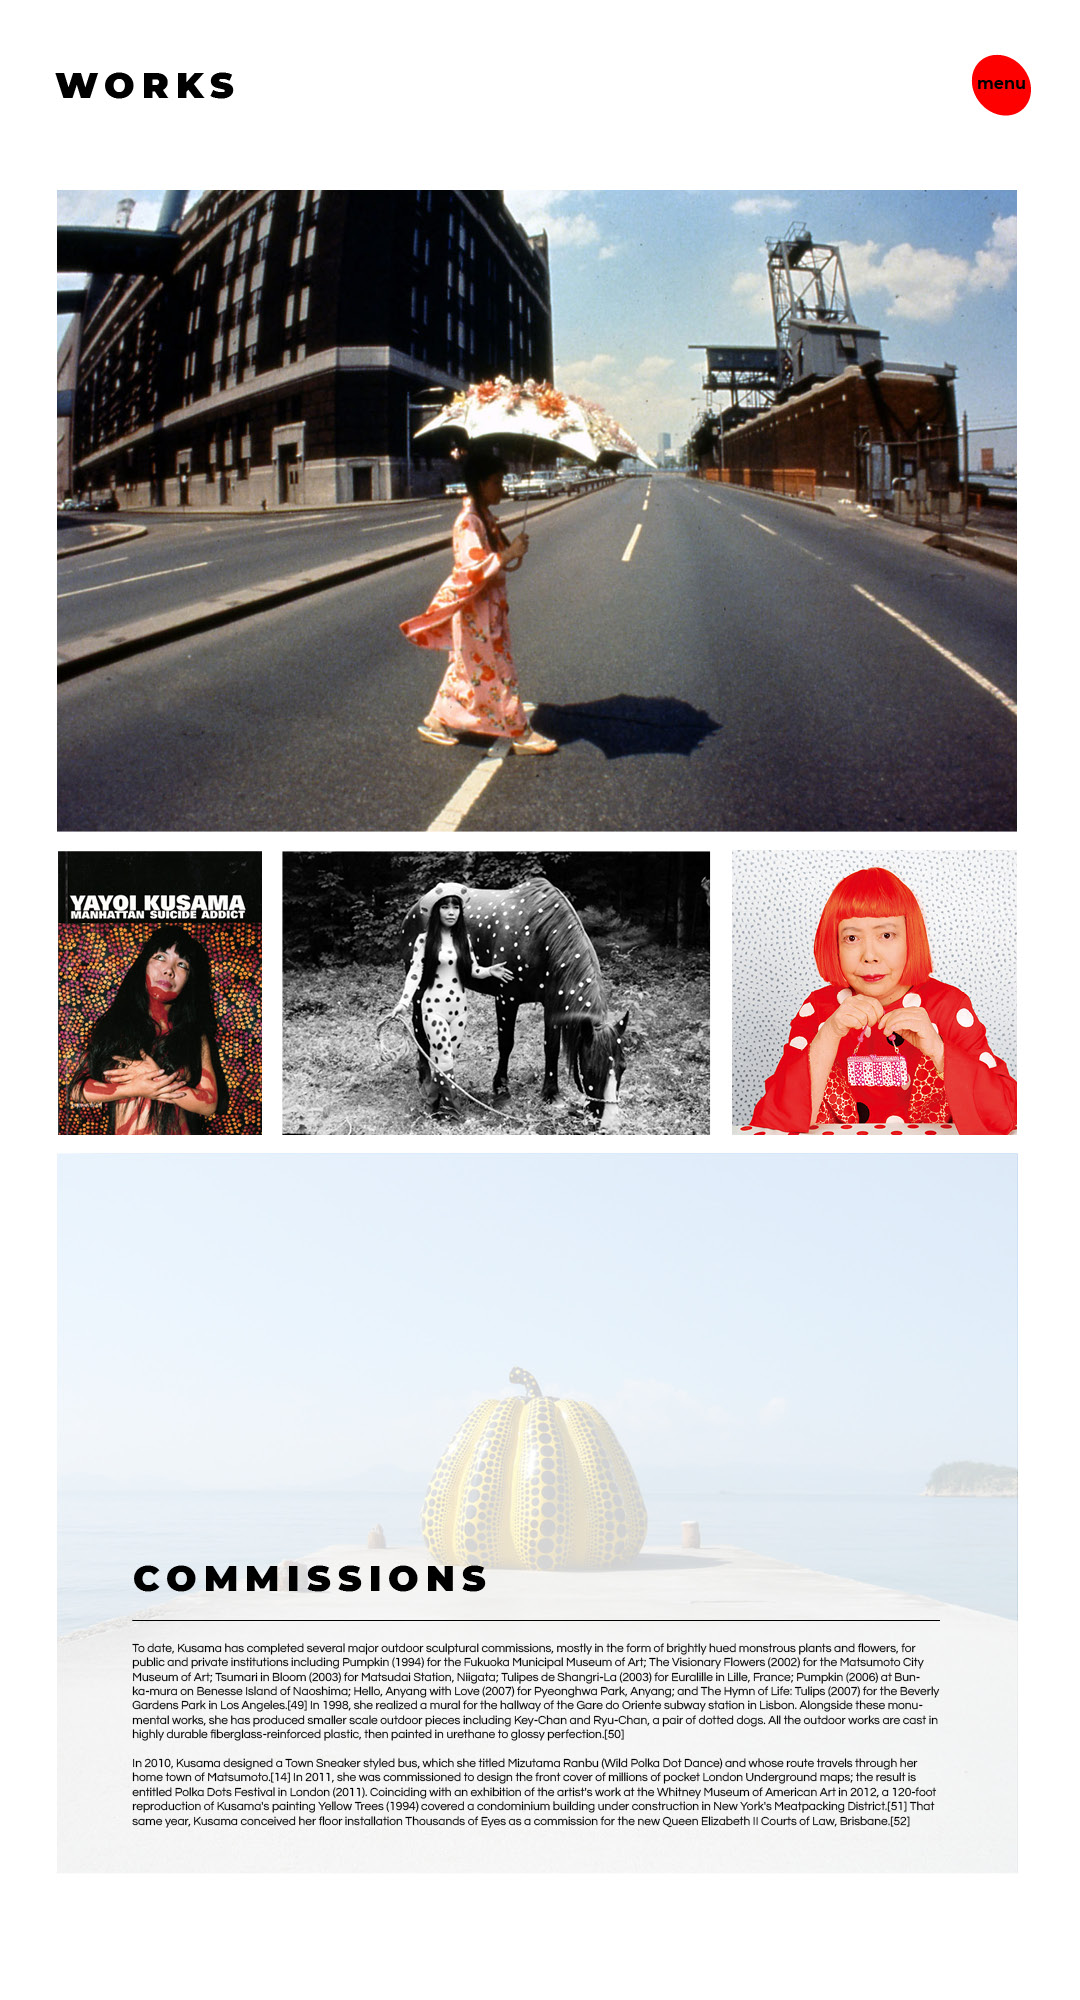 WORKS
menu
YAYOI KUSAMA
MANHATTAN SUICIDE ADDICT
COMMISSIONS
To date, Kusama has completed several major outdoor sculptural commissions, mostly in the form of brightly hued monstrous plants and flowers, for
public and private institutions including Pumpkin (1994) for the Fukuoka Municipal Museum of Art; The Visionary Flowers (2002) for the Matsumoto City
Museum of Art; Tsumari in Bloom (2003) for Matsudai Station, Niigata; Tulipes de Shangri-La (2003) for Euralille in Lille, France; Pumpkin (2006) at Bun-
ka-mura on Benesse Island of Naoshima; Hello, Anyang with Love (2007) for Pyeonghwa Park, Anyang; and The Hymn of Life: Tulips (2007) for the Beverly
Gardens Park in Los Angeles.[49] In 1998, she realized a mural for the hallway of the Gare do Oriente subway station in Lisbon. Alongside these monu-
mental works, she has produced smaller scale outdoor pieces including Key-Chan and Ryu-Chan, a pair of dotted dogs. All the outdoor works are cast in
highly durable fiberglass-reinforced plastic, then painted in urethane to glossy perfection.[50]
In 2010, Kusama designed a Town Sneaker styled bus, which she titled Mizutama Ranbu (Wild Polka Dot Dance) and whose route travels through her
home town of Matsumoto.[14] In 2011, she was commissioned to design the front cover of millions of pocket London Underground maps; the result is
entitled Polka Dots Festival in London (2011). Coinciding with an exhibition of the artist's work at the Whitney Museum of American Art in 2012, a 120-foot
reproduction of Kusama's painting Yellow Trees (1994) covered a condominium building under construction in New York's Meatpacking District.[51] That
same year, Kusama conceived her floor installation Thousands of Eyes as a commission for the new Queen Elizabeth II Courts of Law, Brisbane.[52]